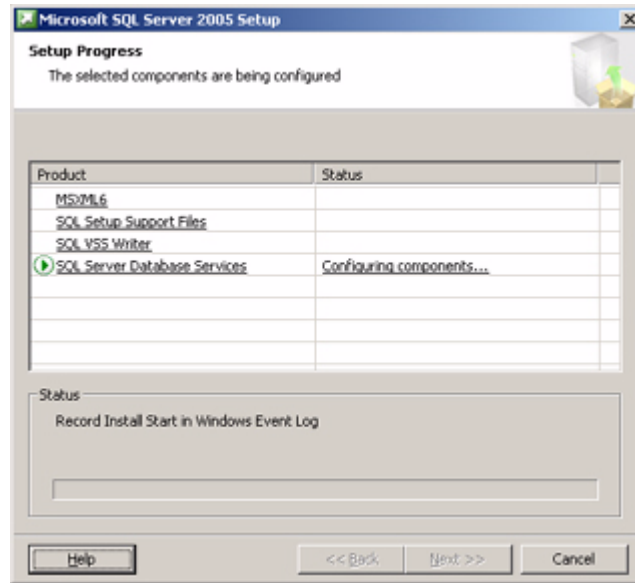 Microsoft SQL Server 2005 Setup
Setup Progress
The selected components are being configured
Product Status
MSXML6
SQL Setup Support Files
SQL VSS Writer
SQL Server Database Services Configuring components...
Status
Record Install Start in Windows Event Log
Help << Back Next >> Cancel